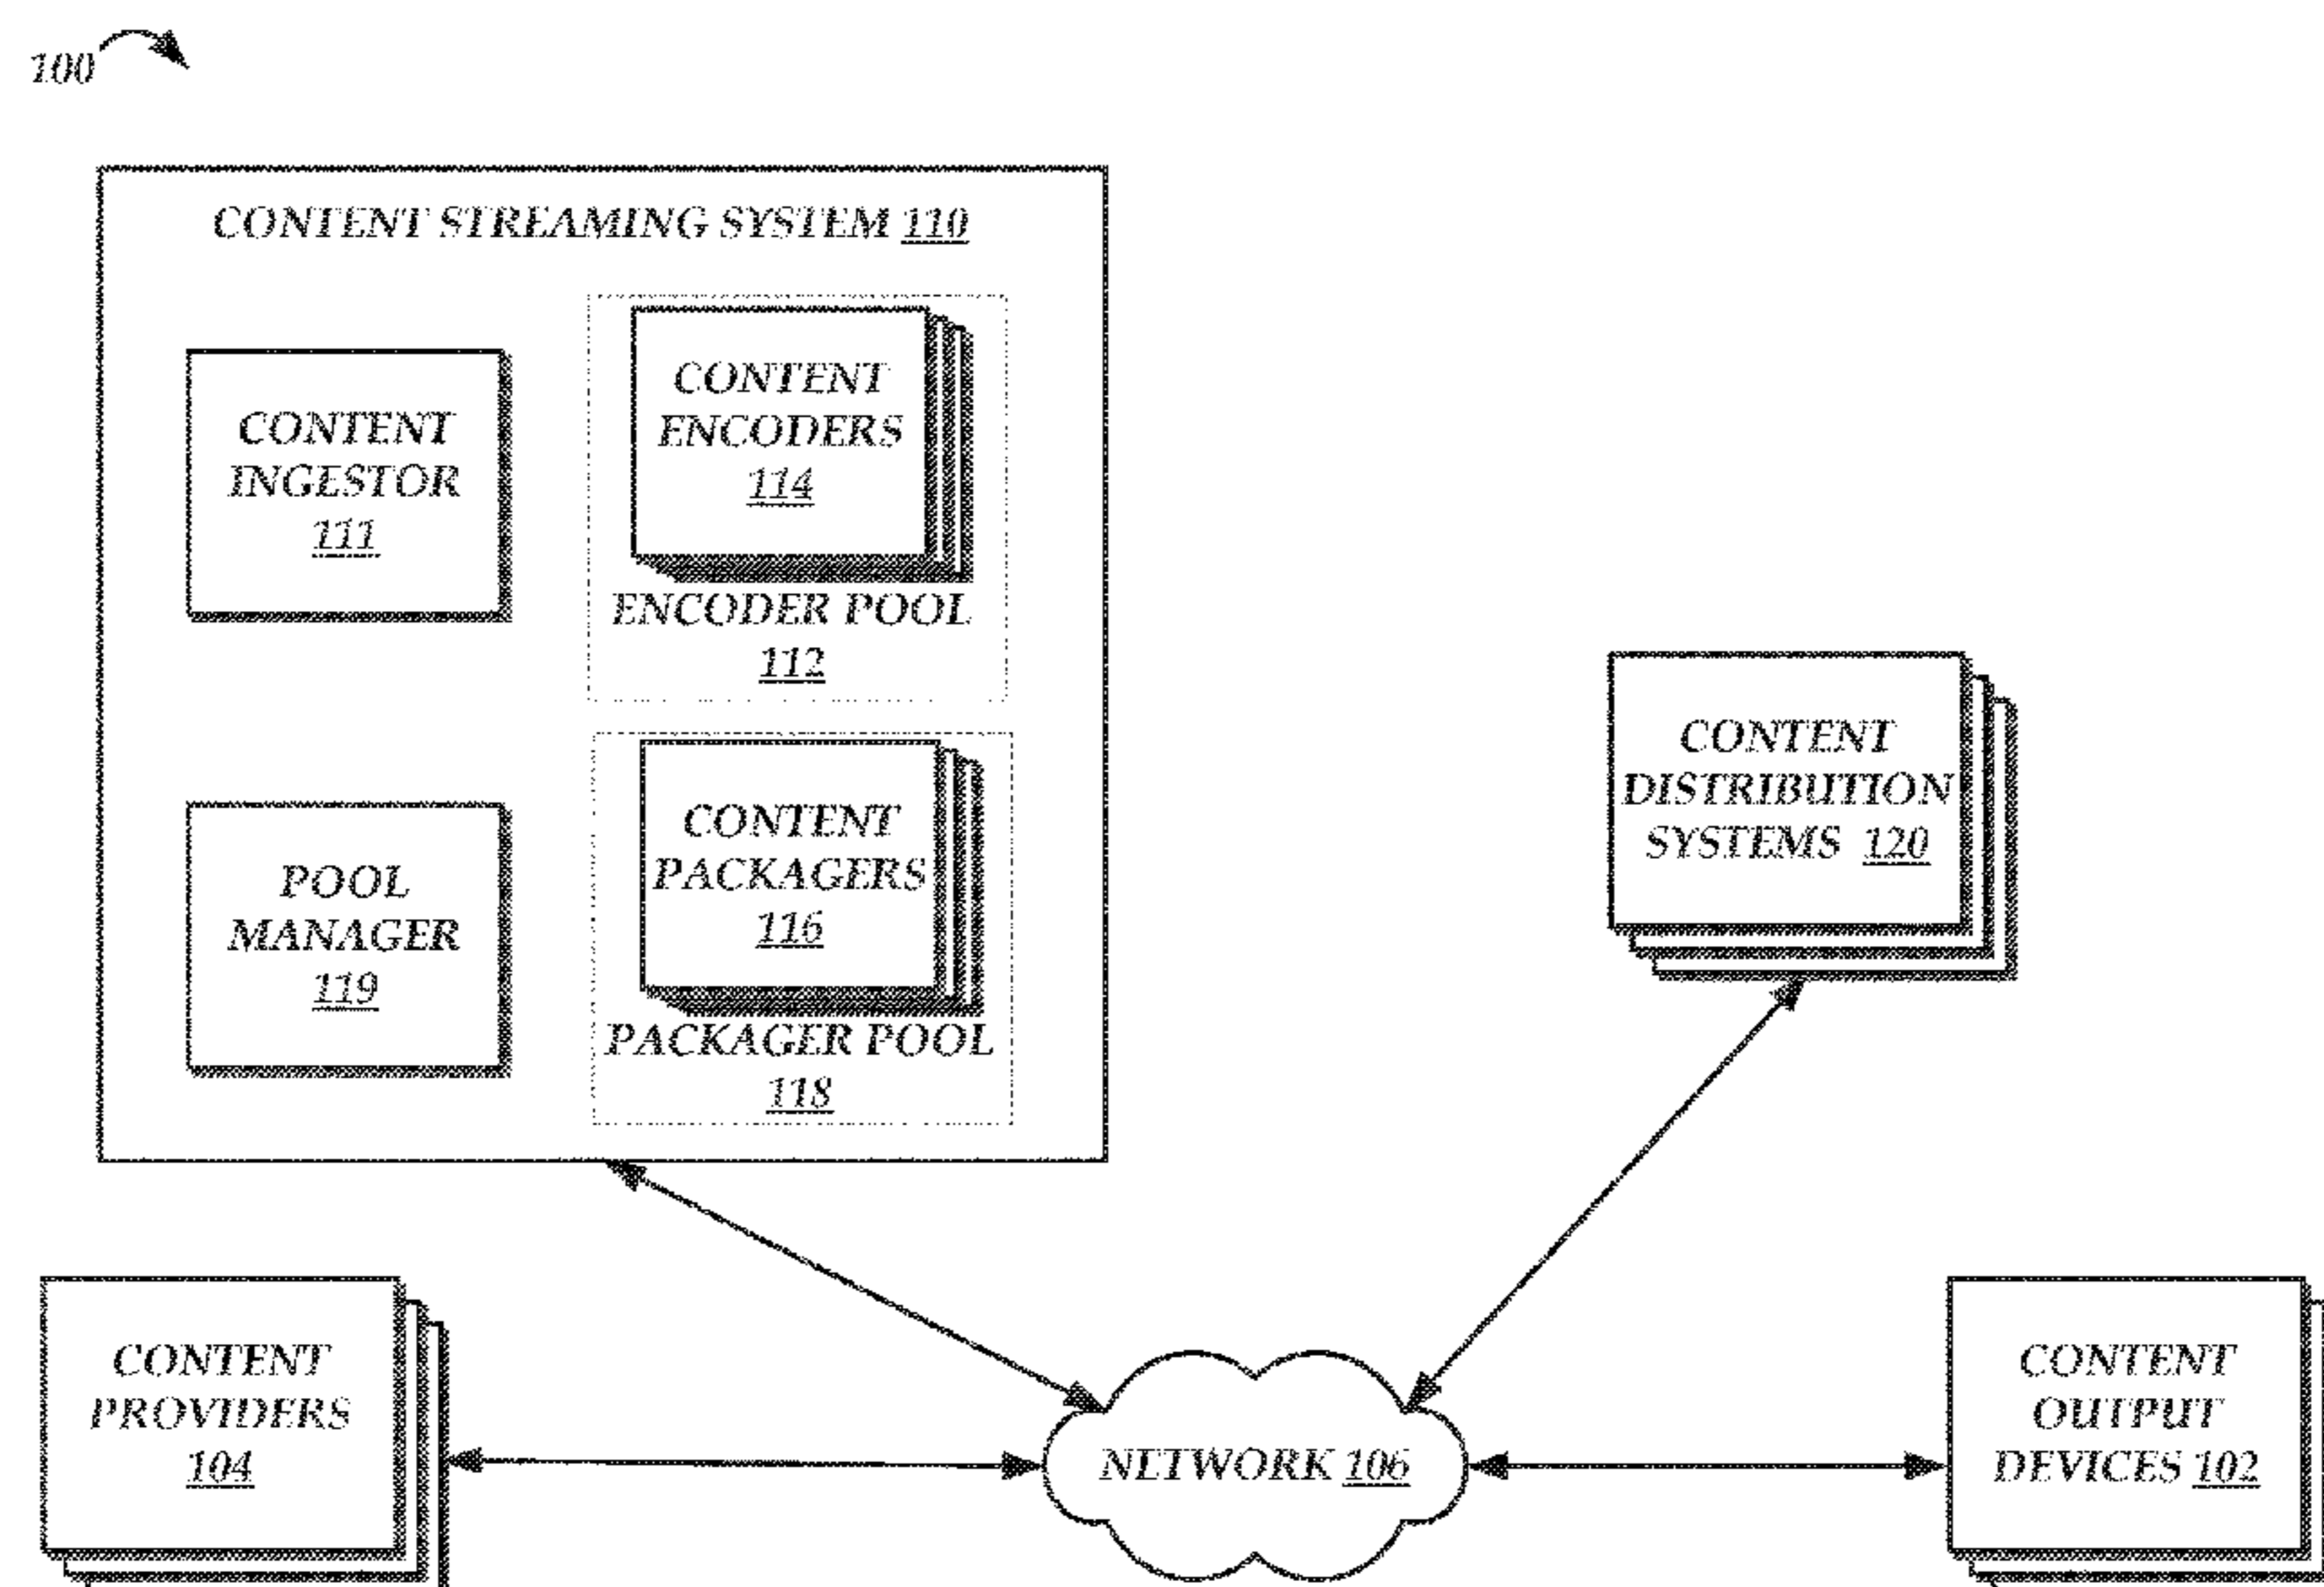 100
CONTENT STREAMING SYSTEM 110
CONTENT
INGESTOR
111
CONTENT
ENCODERS
114
ENCODER POOL
112
POOL
MANAGER
119
CONTENT
PACKAGERS
116
PACKAGER POOL
118
CONTENT
DISTRIBUTION
SYSTEMS 120
CONTENT
PROVIDERS
104
NETWORK 106
CONTENT
OUTPUT
DEVICES 102